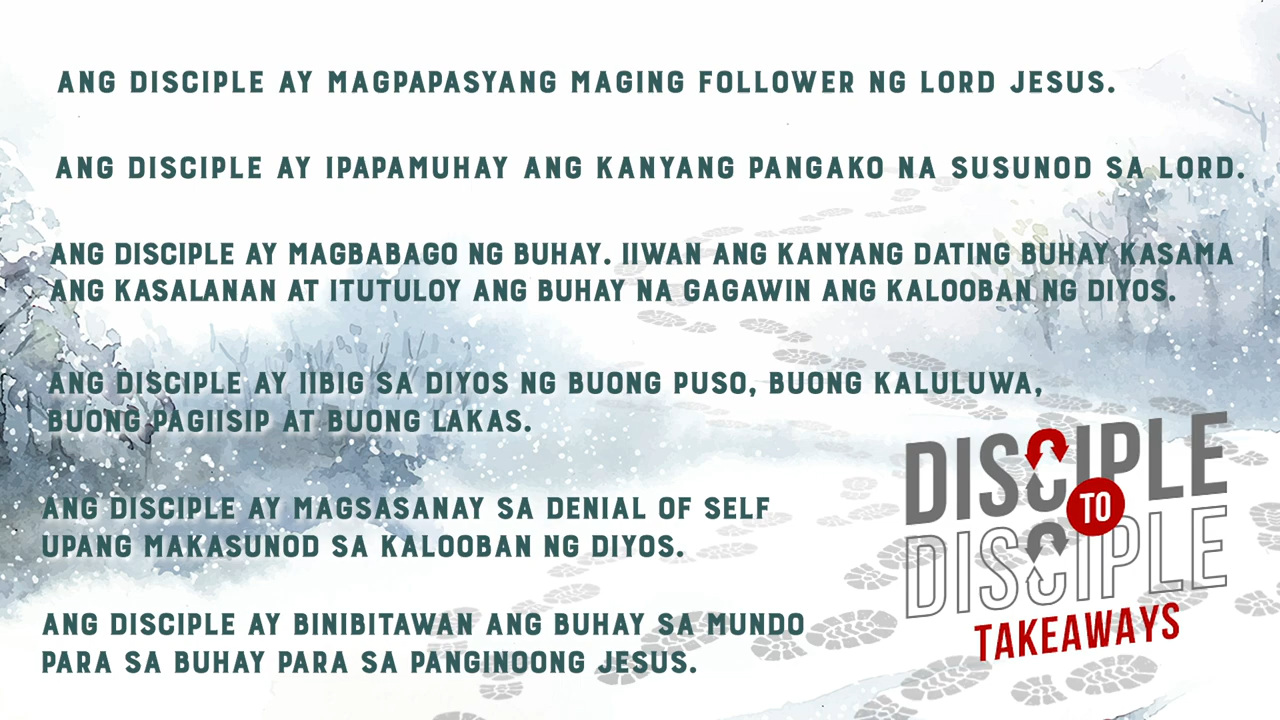 ANG DISCIPLE AY MAGPAPASYANG MAGING FOLLOWER NG LORD JESUS.
ANG DISCIPLE AY IPAPAMUHAY ANG KANYANG PANGAKO NA SUSUNOD SA LORD.
ANG DISCIPLE AY MAGBABAGO NG BUHAY. IIWAN ANG KANYANG DATING BUHAY KASAMA
ANG KASALANAN AT ITUTULOY ANG BUHAY NA GAGAWIN ANG KALOOBAN NG DIYOS.
ANG DISCIPLE AY IIBIG SA DIYOS NG BUONG PUSO, BUONG KALULUWA,
BUONG PAGIISIP AT BUONG LAKAS.
ANG DISCIPLE AY MAGSASANAY SA DENIAL OF SELF
UPANG MAKASUNOD SA KALOOBAN NG DIYOS.
ANG DISCIPLE AY BINIBITAWAN ANG BUHAY SA MUNDO
PARA SA BUHAY PARA SA PANGINOONG JESUS.
DISCIPLE
TO
DISCIPLE
TAKEAWAYS